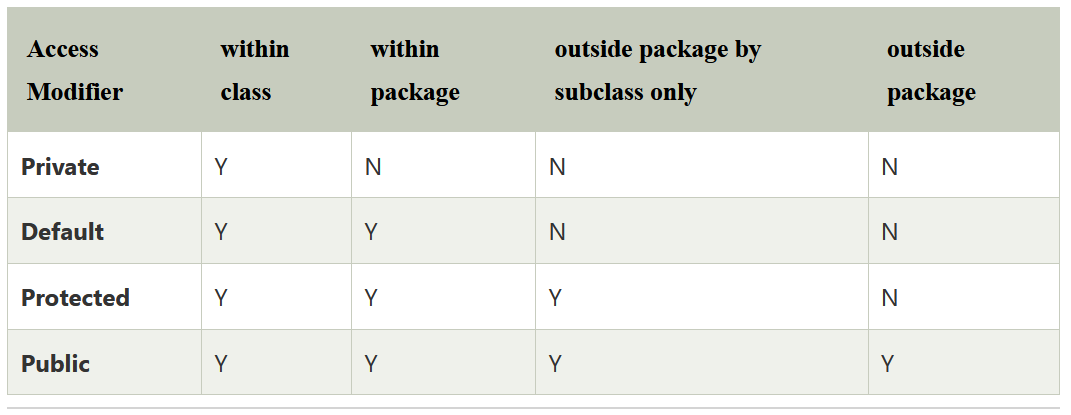 Access Modifier within class within package outside package by subclass only outside package
Private Y N N N
Default Y Y N N
Protected Y Y Y N
Public Y Y Y Y